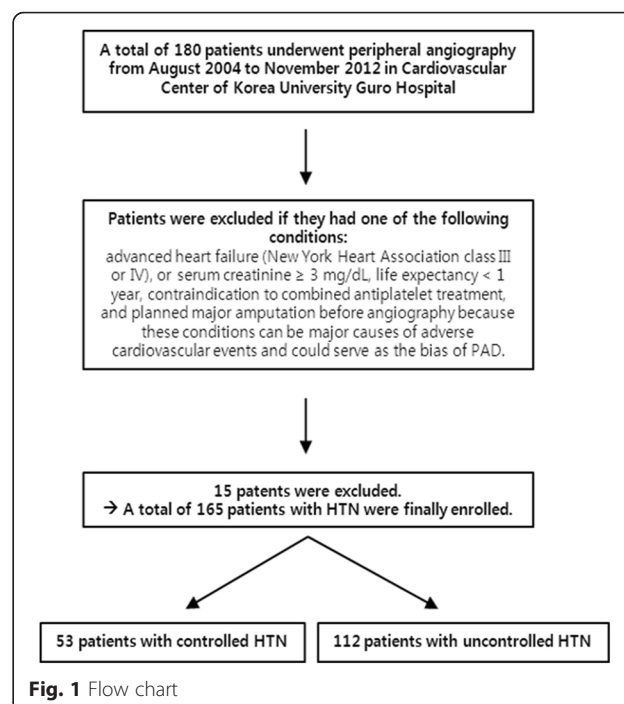 A total of 180 patients underwent peripheral angiography
from August 2004 to November 2012 in Cardiovascular
Center of Korea University Guro Hospital
Patients were excluded if they had one of the following
conditions:
advanced heart failure (New York Heart Association class III
or IV), or serum creatinine ≥ 3 mg/dL, life expectancy < 1
year, contraindication to combined antiplatelet treatment,
and planned major amputation before angiography because
these conditions can be major causes of adverse
cardiovascular events and could serve as the bias of PAD.
15 patents were excluded.
→ A total of 165 patients with HTN were finally enrolled.
53 patients with controlled HTN
112 patients with uncontrolled HTN
Fig. 1 Flow chart